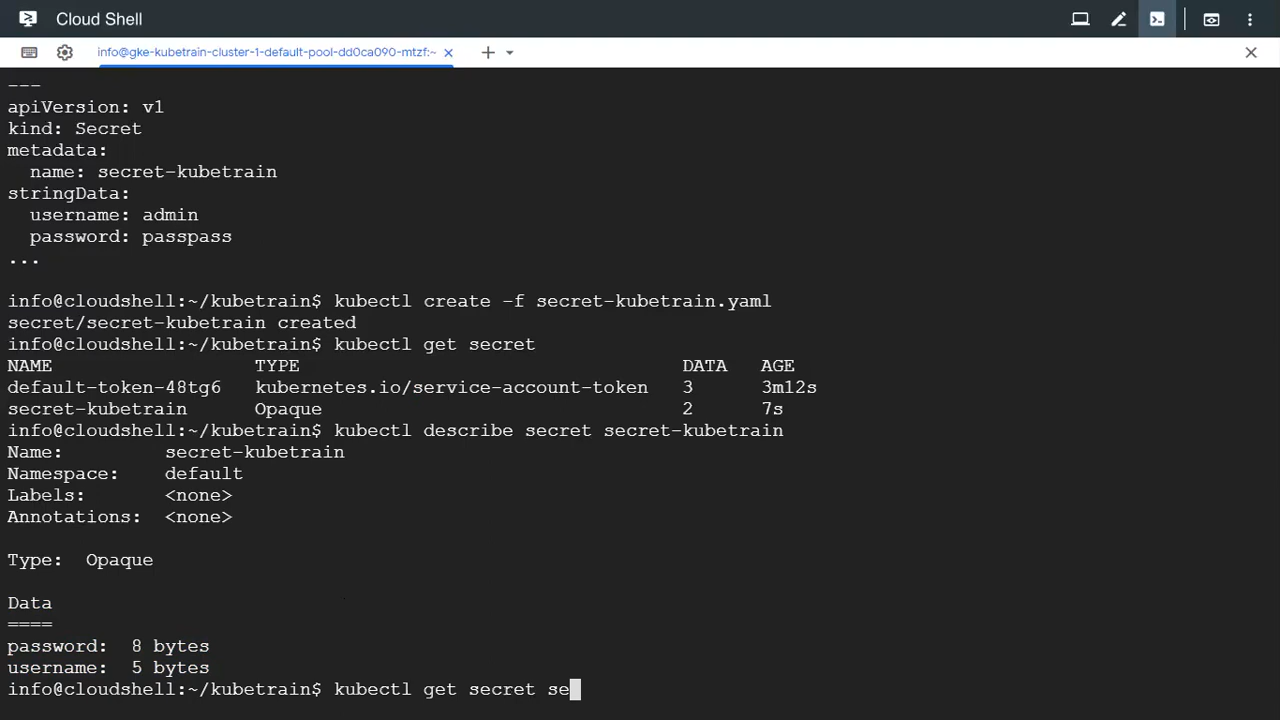 Cloud Shell
info@gke-kubetrain-cluster-1-default-pool-dd0ca090-mtzf:~
---
apiVersion: v1
kind: Secret
metadata:
  name: secret-kubetrain
stringData:
  username: admin
  password: passpass
...
info@cloudshell:~/kubetrain$ kubectl create -f secret-kubetrain.yaml
secret/secret-kubetrain created
info@cloudshell:~/kubetrain$ kubectl get secret
NAME                  TYPE                                  DATA   AGE
default-token-48tg6   kubernetes.io/service-account-token   3      3m12s
secret-kubetrain      Opaque                                2      7s
info@cloudshell:~/kubetrain$ kubectl describe secret secret-kubetrain
Name:         secret-kubetrain
Namespace:    default
Labels:       <none>
Annotations:  <none>
Type:  Opaque
Data
====
password:  8 bytes
username:  5 bytes
info@cloudshell:~/kubetrain$ kubectl get secret se